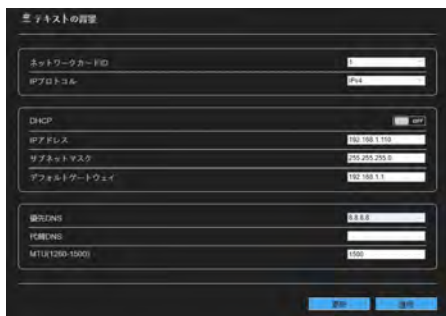 テキストの背景
ネットワークカードID 1
IPプロトコル IPv4
DHCP OFF
IPアドレス 192.168.1.110
サブネットマスク 255.255.255.0
デフォルトゲートウェイ 192.168.1.1
優先DNS 8.8.8.8
代替DNS
MTU(1280-1500) 1500
更新 適用